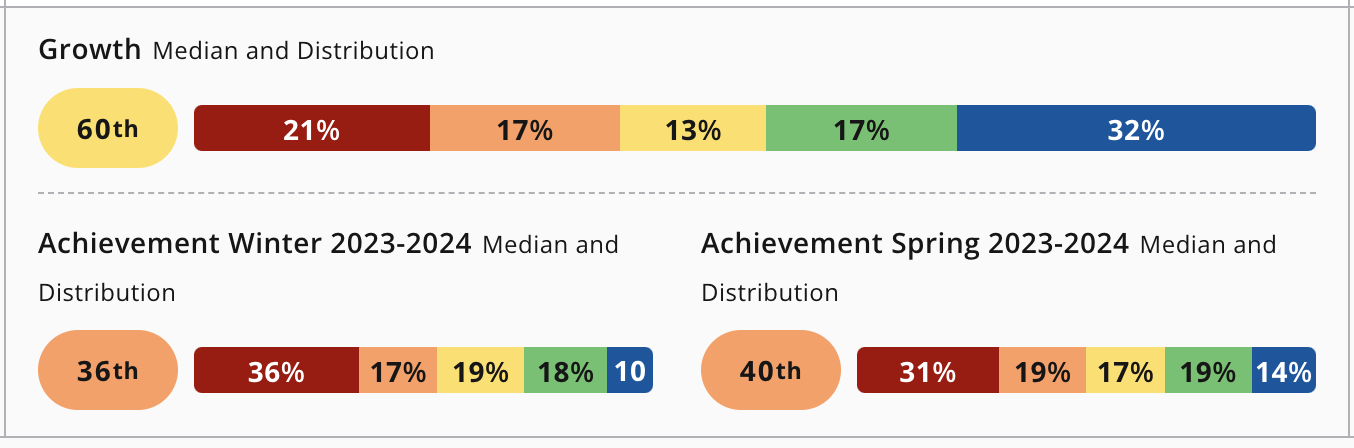 Growth Median and Distribution
60th 21% 17% 13% 17% 32%
Achievement Winter 2023-2024 Median and
Distribution
36th 36% 17% 19% 18% 10
Achievement Spring 2023-2024 Median and
Distribution
40th 31% 19% 17% 19% 14%